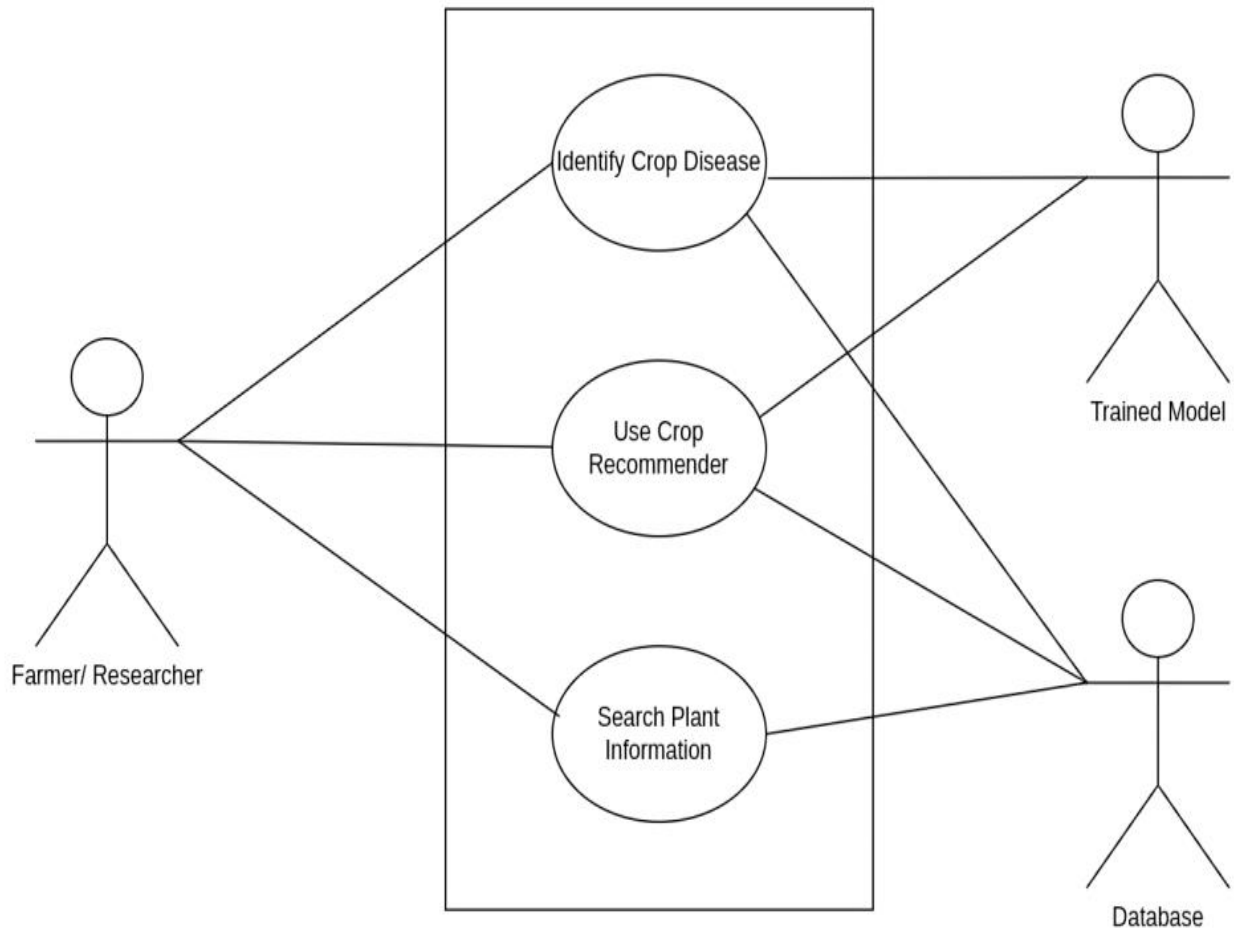 Identify Crop Disease
Trained Model
Use Crop
Recommender
Farmer/ Researcher
Search Plant
Information
Database